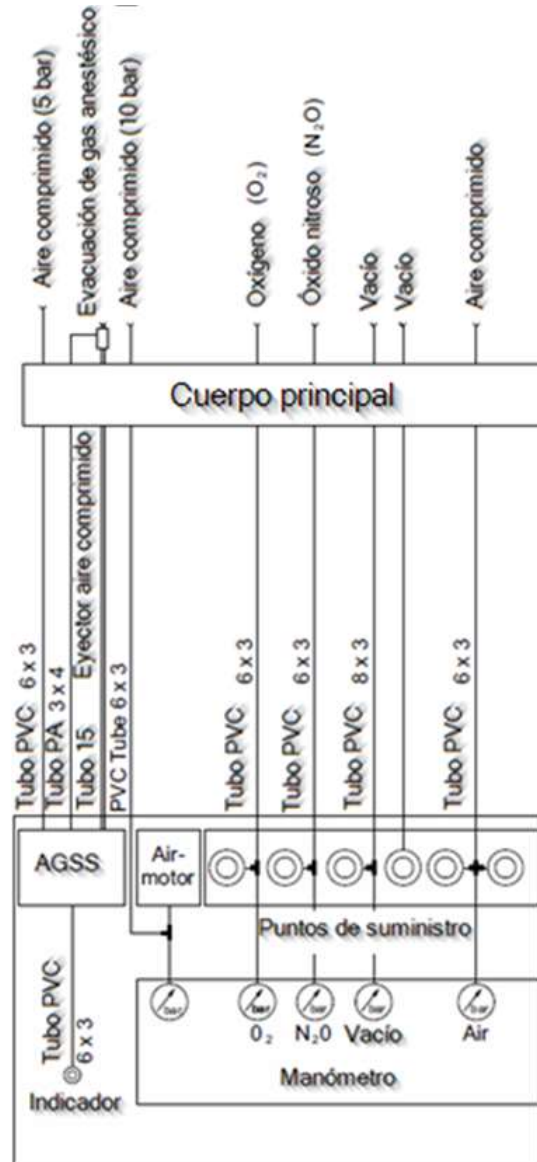 Aire comprimido (5 bar)
Evacuación de gas anestésico
Aire comprimido (10 bar)
Oxígeno (O₂)
Óxido nitroso (N₂O)
Vacío
Vacío
Aire comprimido
Cuerpo principal
Tubo PVC 6 x 3
Tubo PA 3 x 4
Tubo 15 Eyector aire comprimido
PVC Tube 6 x 3
Tubo PVC 6 x 3
Tubo PVC 6 x 3
Tubo PVC 8 x 3
Tubo PVC 6 x 3
AGSS
Air-
motor
Puntos de suministro
Tubo PVC
6 x 3
Indicador
bar
bar
bar
bar
bar
O₂
N₂O
Vacío
Air
Manómetro